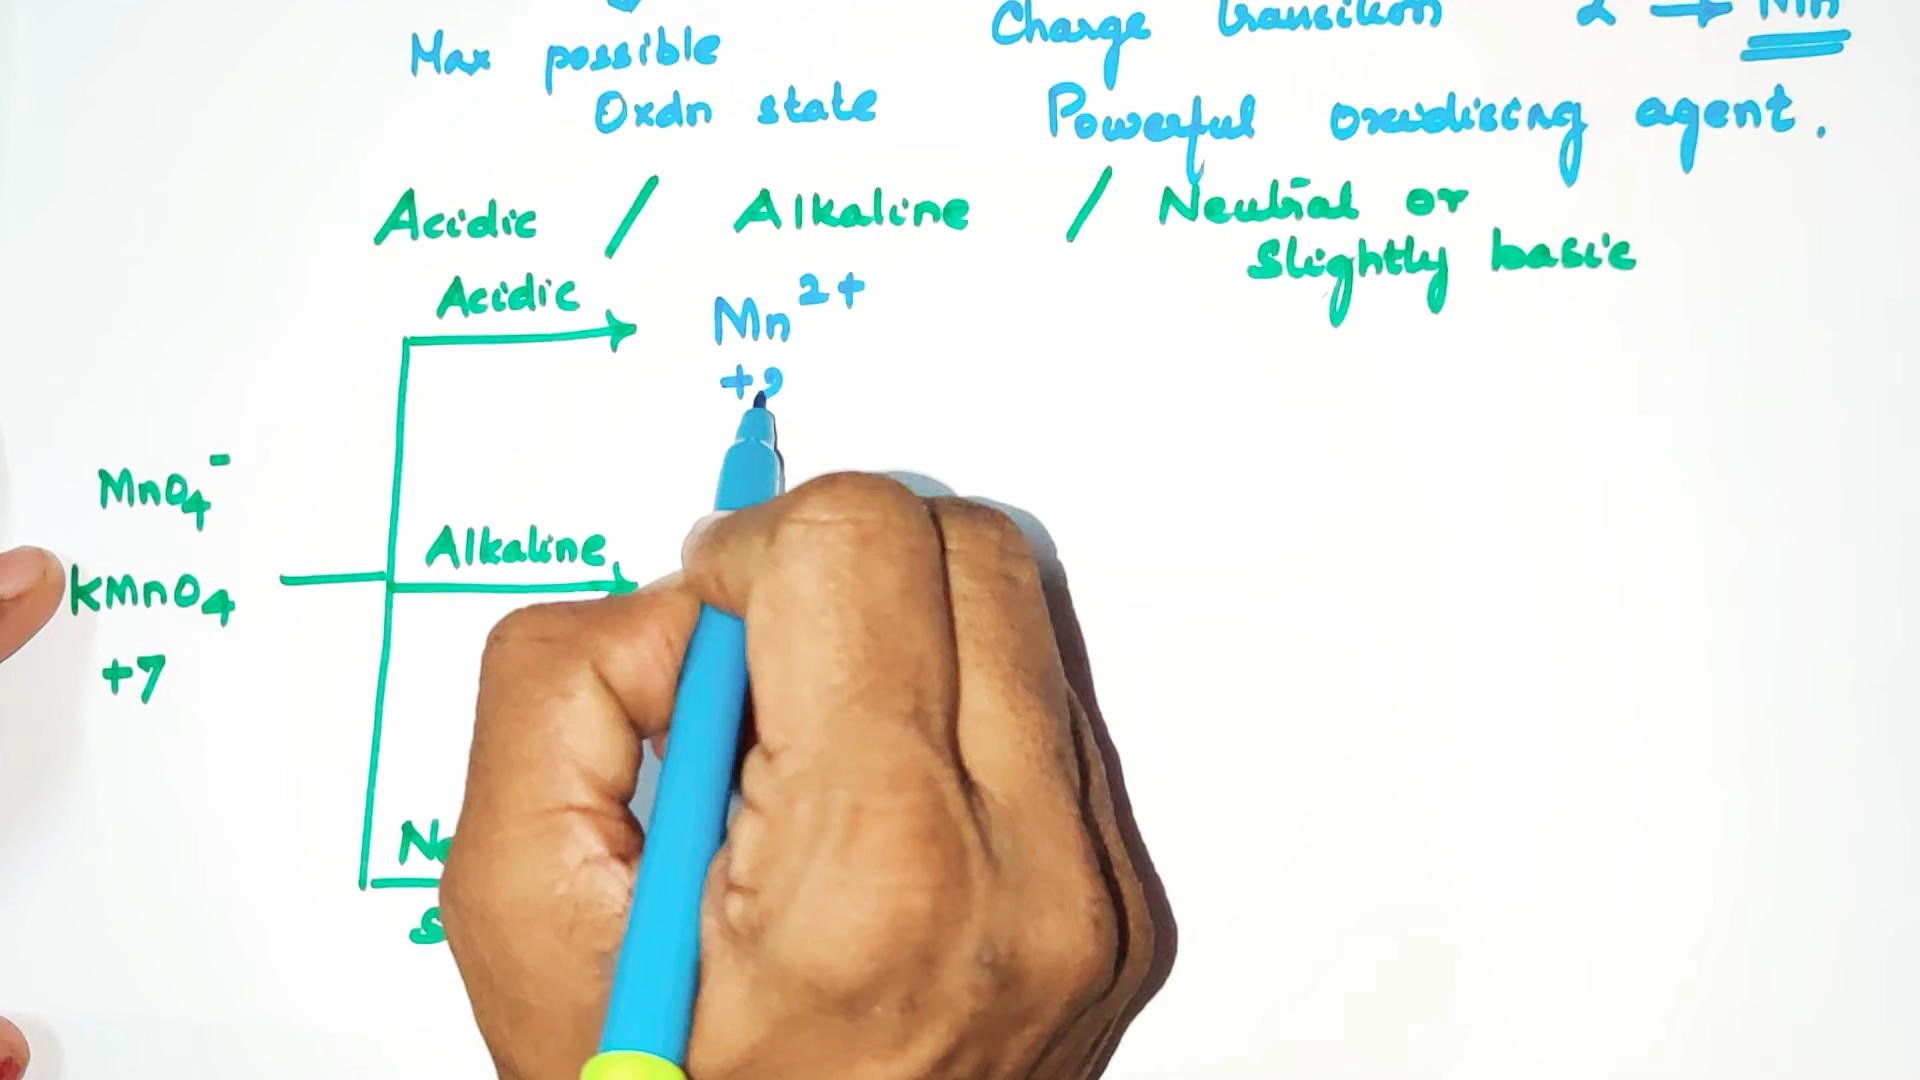 Max possible
Oxdn state
Charge transition
Powerful oxidising agent.
Acidic / Alkaline / Neutral or
slightly basic
Acidic
Mn²⁺
+2
MnO₄⁻
Alkaline
KMnO₄
+7